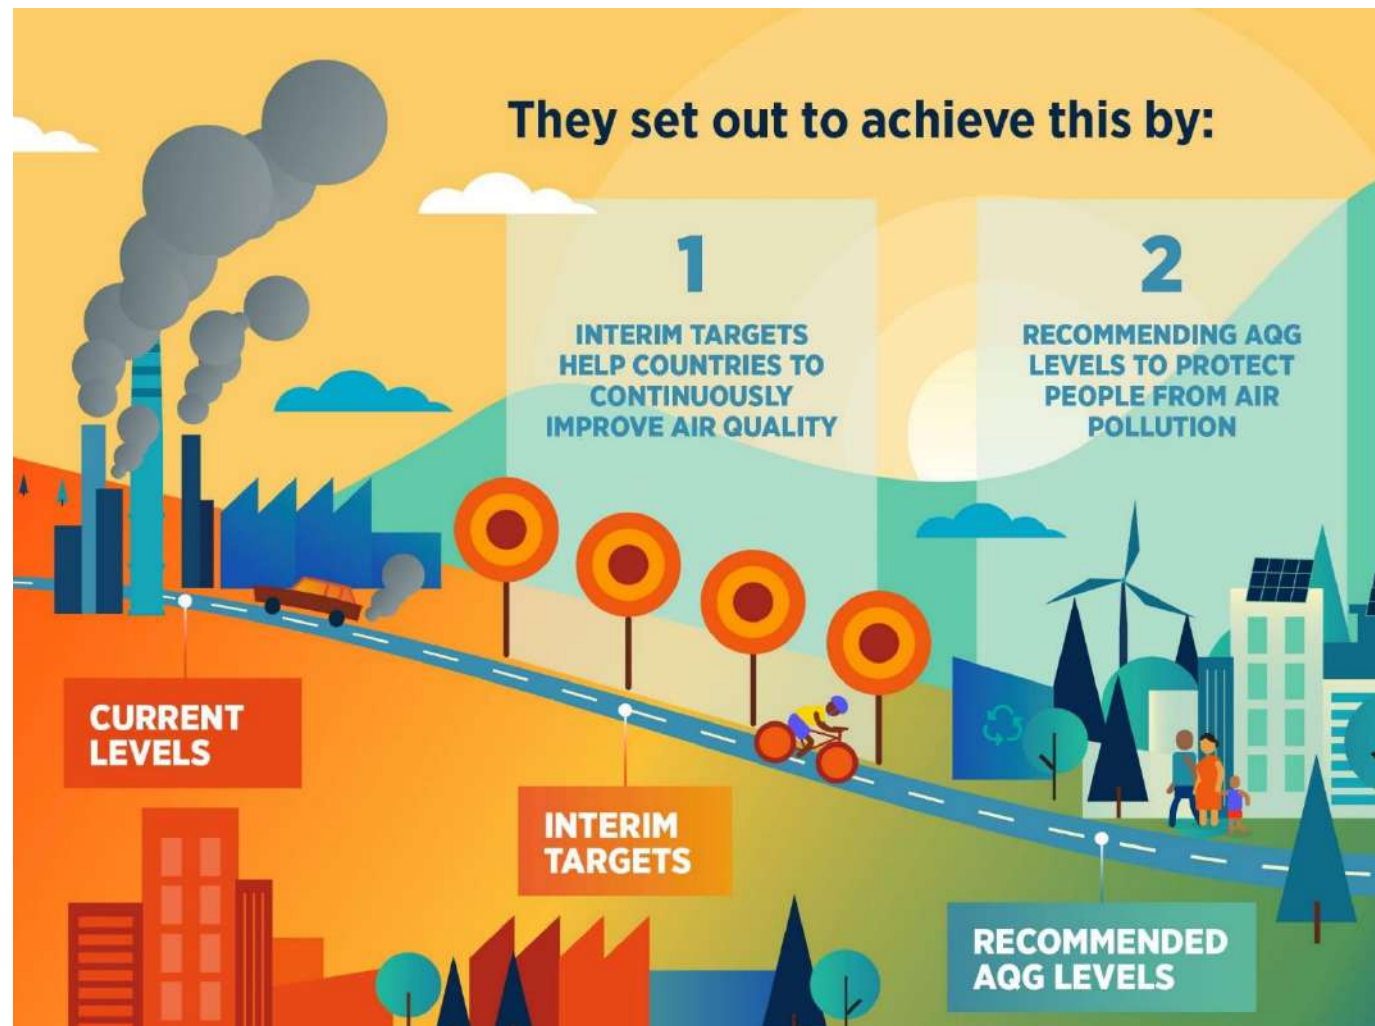 They set out to achieve this by:
1
INTERIM TARGETS
HELP COUNTRIES TO
CONTINUOUSLY
IMPROVE AIR QUALITY
2
RECOMMENDING AQG
LEVELS TO PROTECT
PEOPLE FROM AIR
POLLUTION
CURRENT
LEVELS
INTERIM
TARGETS
RECOMMENDED
AQG LEVELS